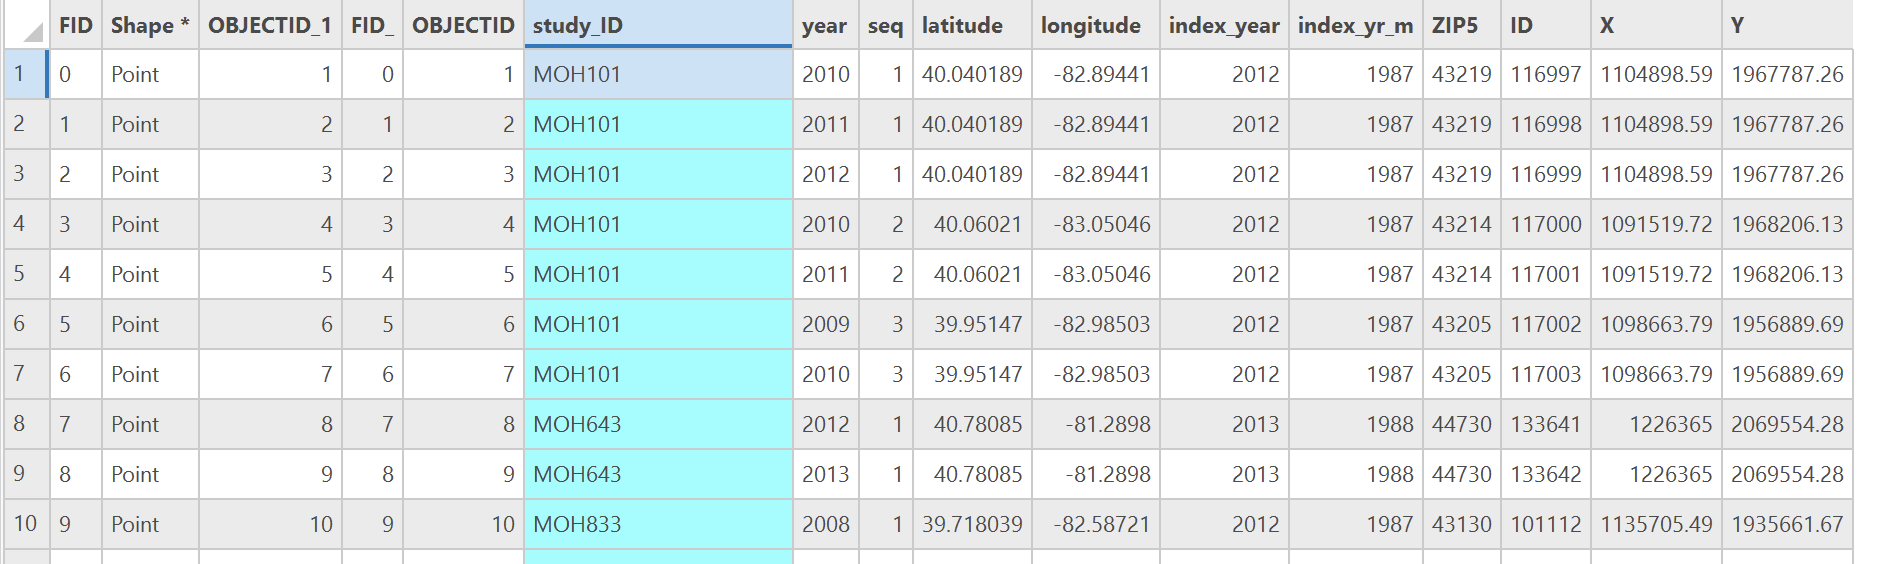 FID Shape * OBJECTID_1 FID_ OBJECTID study_ID year seq latitude longitude index_year index_yr_m ZIP5 ID X Y
1 0 Point 1 0 1 MOH101 2010 1 40.040189 -82.89441 2012 1987 43219 116997 1104898.59 1967787.26
2 1 Point 2 1 2 MOH101 2011 1 40.040189 -82.89441 2012 1987 43219 116998 1104898.59 1967787.26
3 2 Point 3 2 3 MOH101 2012 1 40.040189 -82.89441 2012 1987 43219 116999 1104898.59 1967787.26
4 3 Point 4 3 4 MOH101 2010 2 40.06021 -83.05046 2012 1987 43214 117000 1091519.72 1968206.13
5 4 Point 5 4 5 MOH101 2011 2 40.06021 -83.05046 2012 1987 43214 117001 1091519.72 1968206.13
6 5 Point 6 5 6 MOH101 2009 3 39.95147 -82.98503 2012 1987 43205 117002 1098663.79 1956889.69
7 6 Point 7 6 7 MOH101 2010 3 39.95147 -82.98503 2012 1987 43205 117003 1098663.79 1956889.69
8 7 Point 8 7 8 MOH643 2012 1 40.78085 -81.2898 2013 1988 44730 133641 1226365 2069554.28
9 8 Point 9 8 9 MOH643 2013 1 40.78085 -81.2898 2013 1988 44730 133642 1226365 2069554.28
10 9 Point 10 9 10 MOH833 2008 1 39.718039 -82.58721 2012 1987 43130 101112 1135705.49 1935661.67